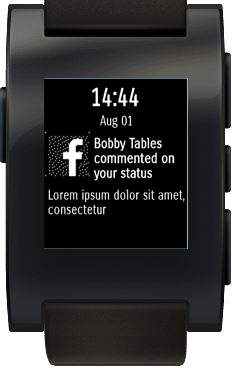 14:44
Aug 01
f
Bobby Tables
commented on
your status
Lorem ipsum dolor sit amet,
consectetur